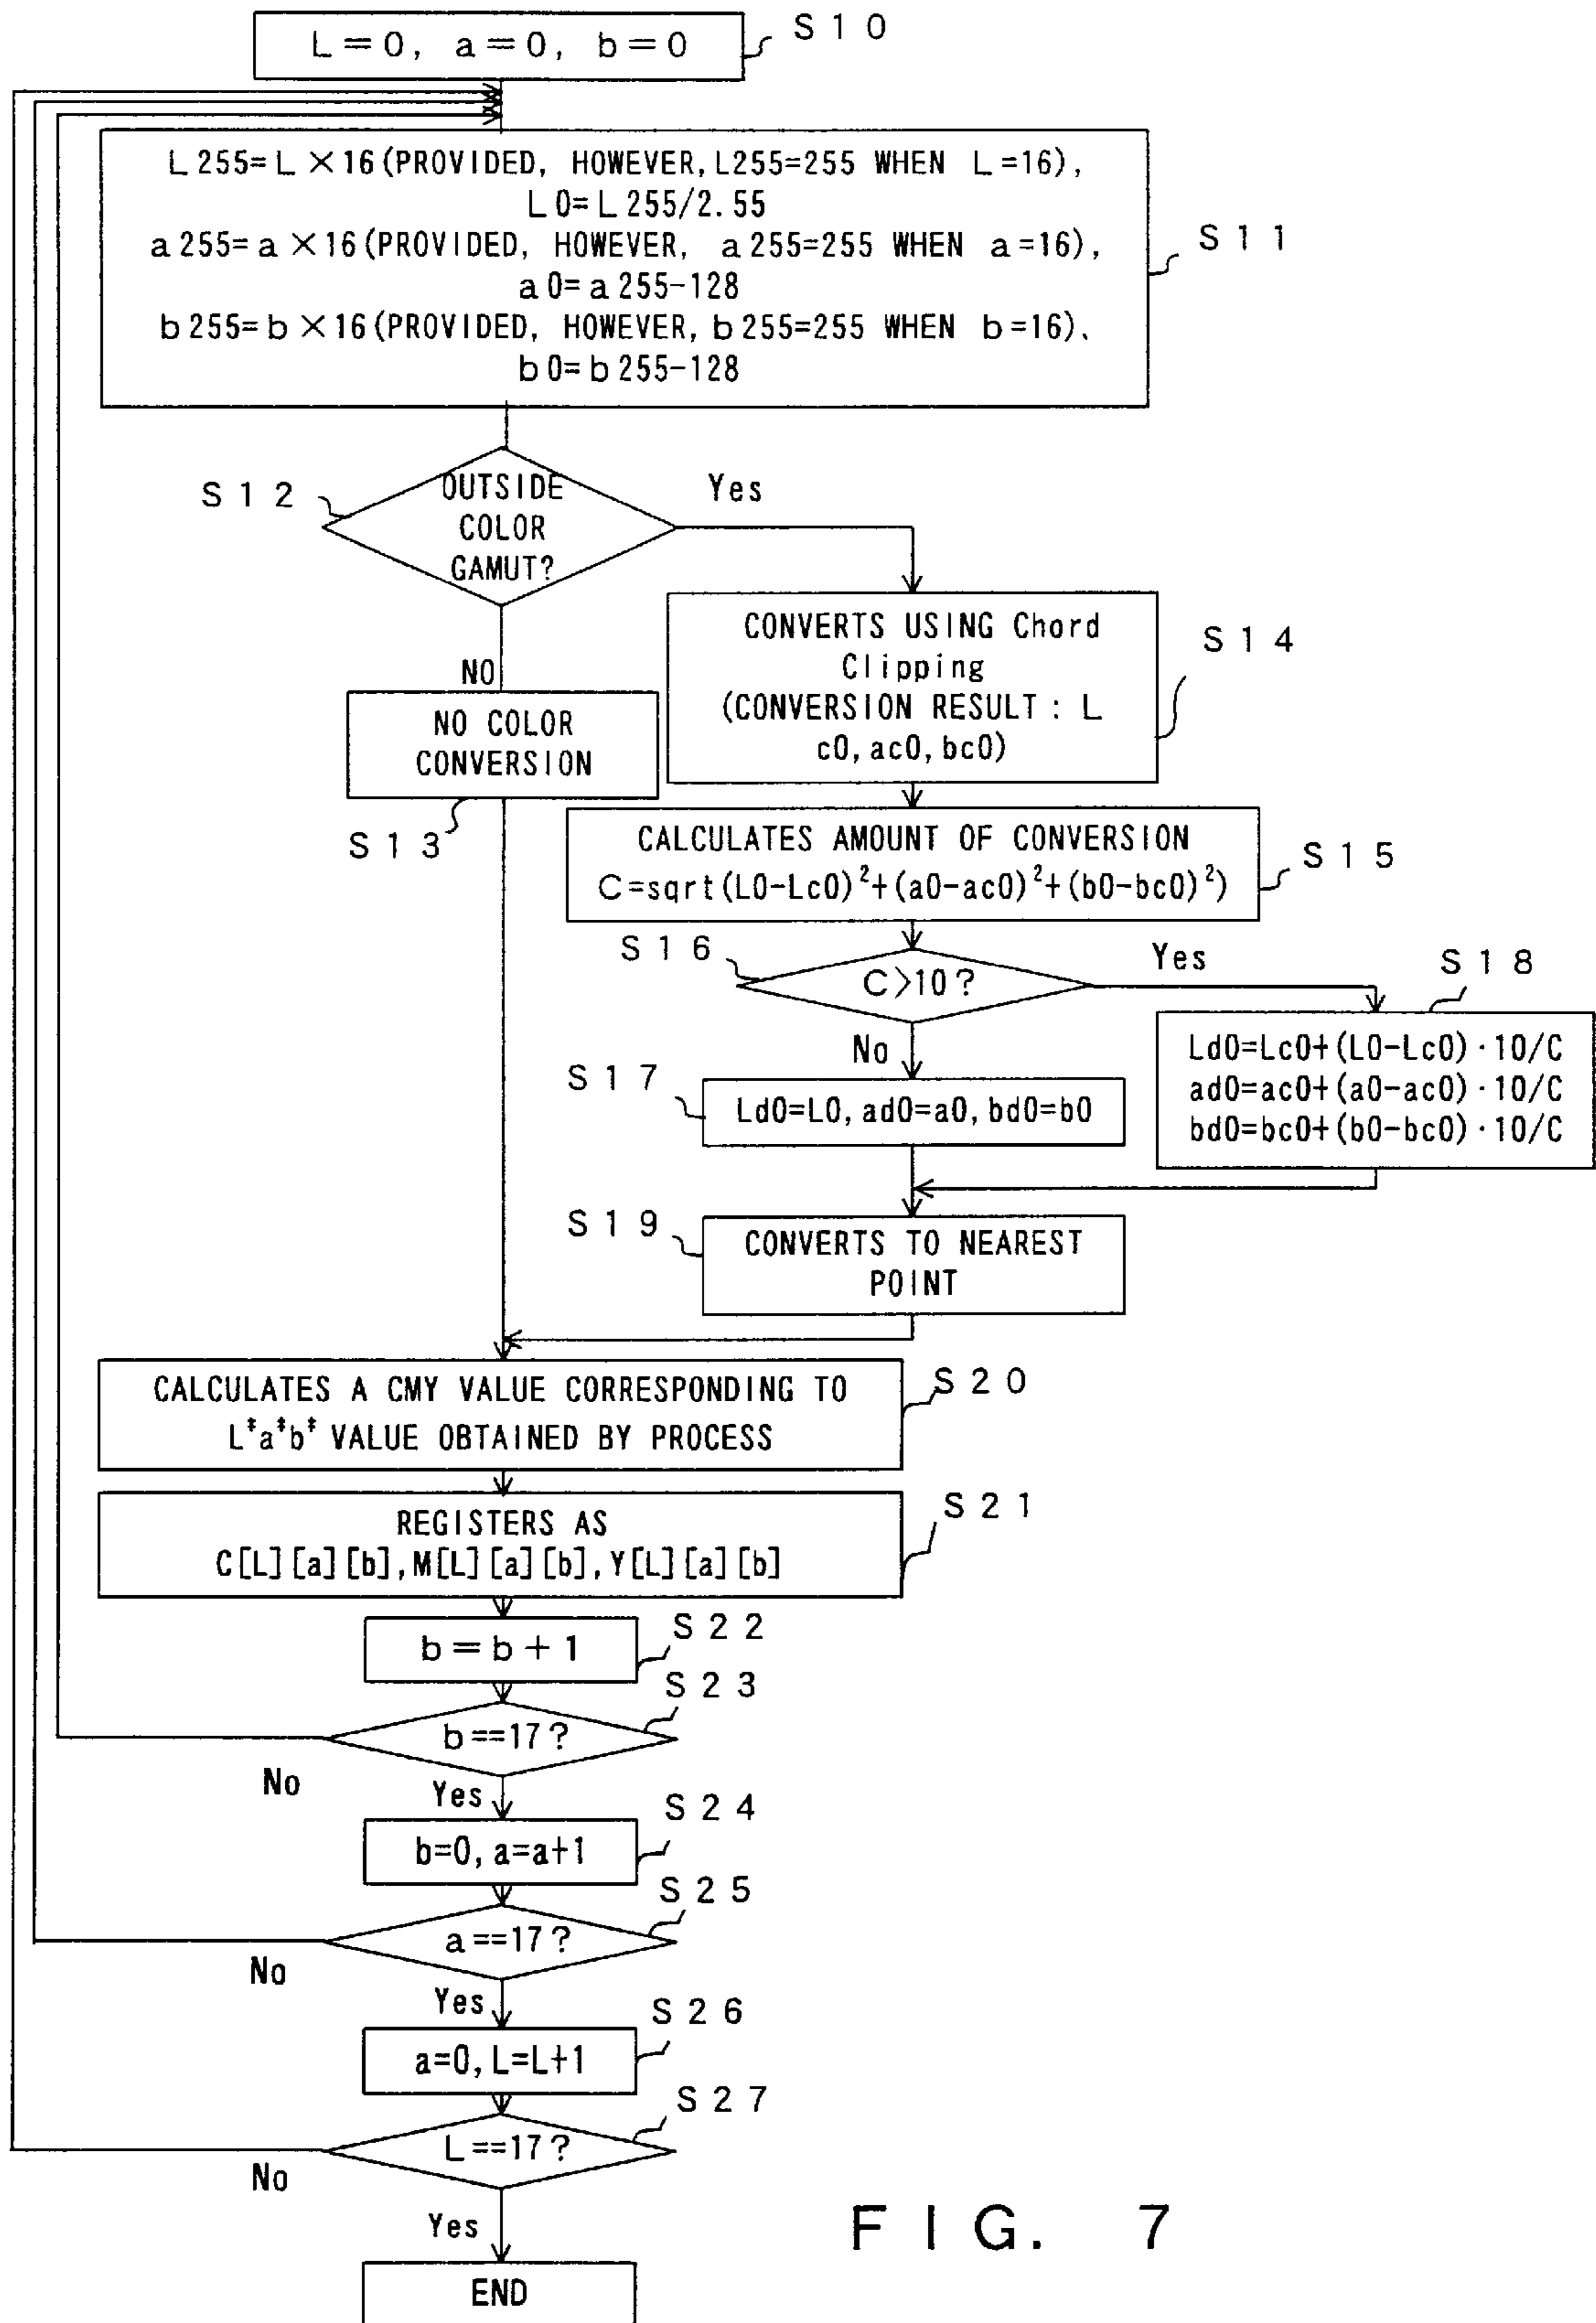 L=0, a=0, b=0
S10
L255=L×16(PROVIDED, HOWEVER, L255=255 WHEN L=16),
L0=L255/2.55
a255=a×16(PROVIDED, HOWEVER, a255=255 WHEN a=16),
a0=a255-128
b255=b×16(PROVIDED, HOWEVER, b255=255 WHEN b=16),
b0=b255-128
S11
S12
OUTSIDE
COLOR
GAMUT?
Yes
NO
NO COLOR
CONVERSION
S13
CONVERTS USING Chord
Clipping
(CONVERSION RESULT : L
c0, ac0, bc0)
S14
CALCULATES AMOUNT OF CONVERSION
C=sqrt(L0-Lc0)²+(a0-ac0)²+(b0-bc0)²)
S15
S16
C>10?
Yes
No
S18
Ld0=Lc0+(L0-Lc0)·10/C
ad0=ac0+(a0-ac0)·10/C
bd0=bc0+(b0-bc0)·10/C
S17
Ld0=L0, ad0=a0, bd0=b0
S19
CONVERTS TO NEAREST
POINT
CALCULATES A CMY VALUE CORRESPONDING TO
L*a*b* VALUE OBTAINED BY PROCESS
S20
REGISTERS AS
C[L][a][b], M[L][a][b], Y[L][a][b]
S21
b=b+1
S22
b==17?
S23
No
Yes
b=0, a=a+1
S24
a==17?
S25
No
Yes
a=0, L=L+1
S26
L==17?
S27
No
Yes
END
FIG. 7